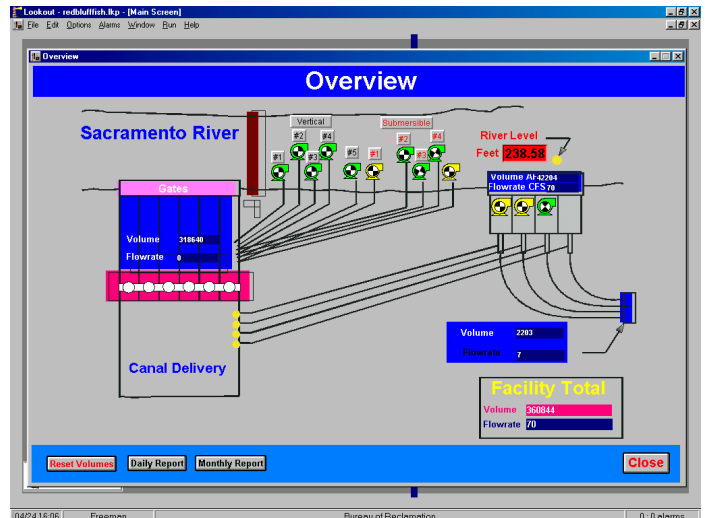 Lookout - redblufffish.lkp - [Main Screen]
File Edit Options Alarms Window Run Help
Overview
Overview
Sacramento River
Vertical
Submersible
#2
#4
#1
#3
#5
#1
#2
#4
#3
River Level
Feet 238.58
Volume AF 42204
Flowrate CFS 70
Gates
Volume 318640
Flowrate 0
Canal Delivery
Volume 2203
Flowrate 7
Facility Total
Volume 360844
Flowrate 70
Reset Volumes Daily Report Monthly Report Close
04/24 16:06 Freeman Bureau of Reclamation 0 : 0 alarms